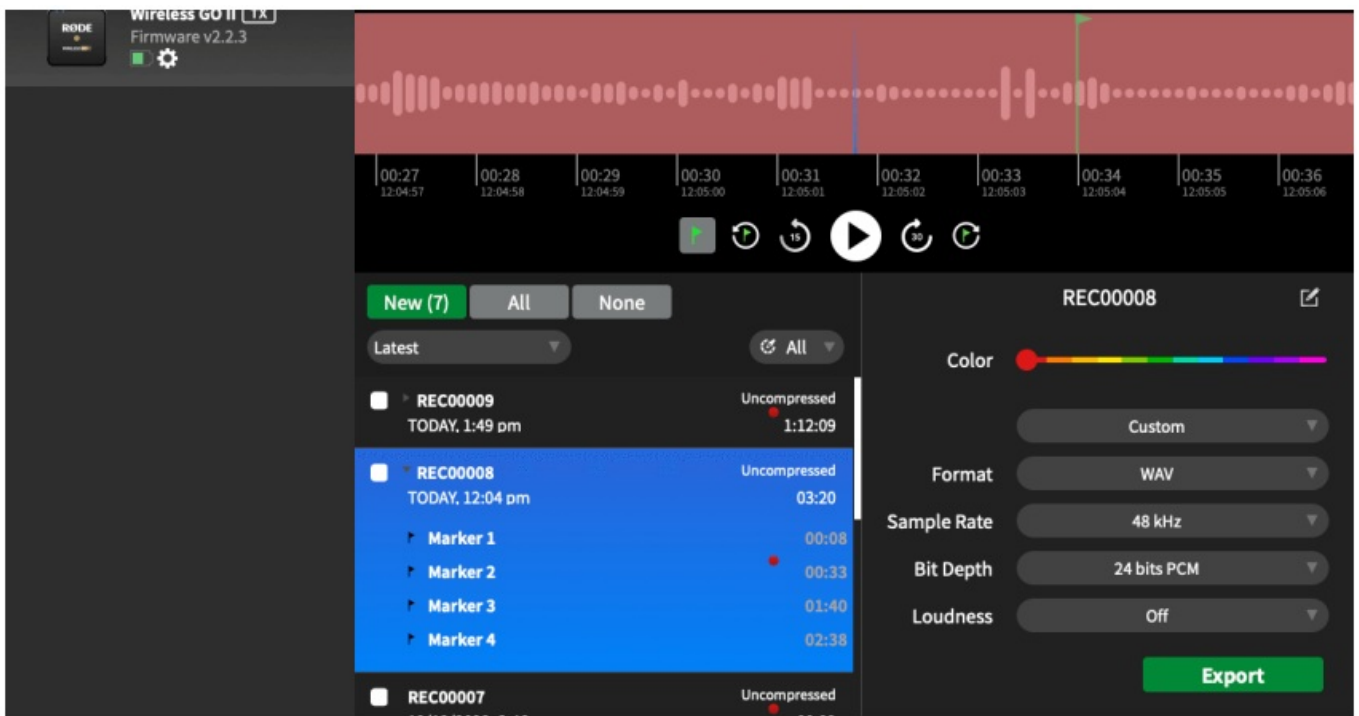 Wireless GO II TX
RØDE
Firmware v2.2.3
00:27 00:28 00:29 00:30 00:31 00:32 00:33 00:34 00:35 00:36
12:04:57 12:04:58 12:04:59 12:05:00 12:05:01 12:05:02 12:05:03 12:05:04 12:05:05 12:05:06
15 30
New (7) All None
Latest All
REC00009 Uncompressed
TODAY, 1:49 pm 1:12:09
REC00008 Uncompressed
TODAY, 12:04 pm 03:20
Marker 1 00:08
Marker 2 00:33
Marker 3 01:40
Marker 4 02:38
REC00007 Uncompressed
REC00008
Color
Custom
Format WAV
Sample Rate 48 kHz
Bit Depth 24 bits PCM
Loudness Off
Export